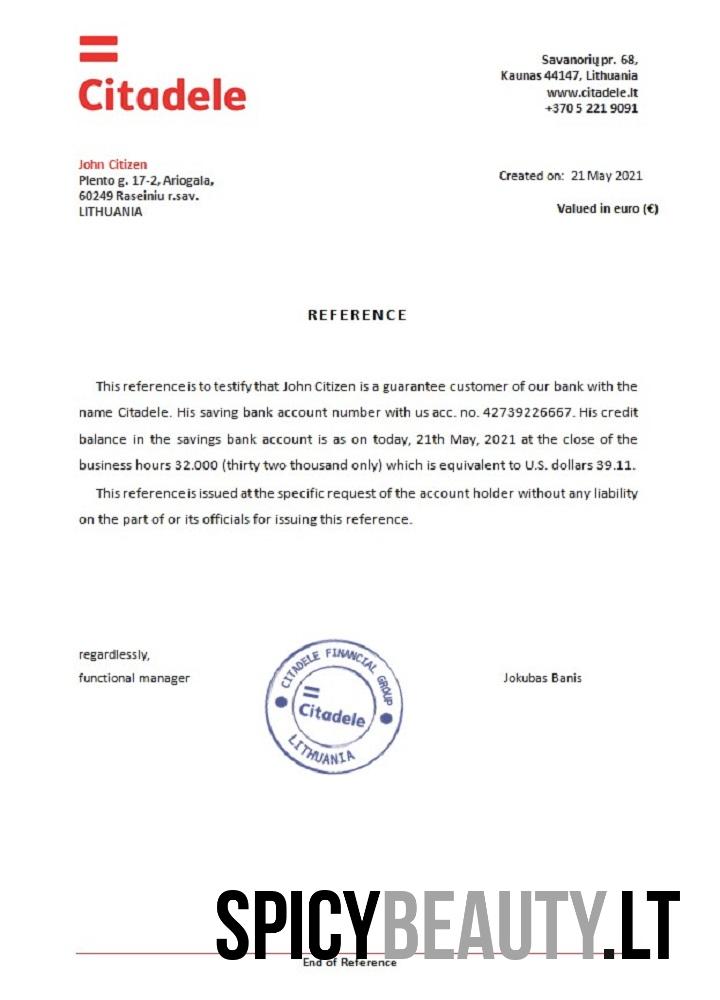 Citadele
Savanorių pr. 68,
Kaunas 44147, Lithuania
www.citadele.lt
+370 5 221 9091
John Citizen
Plento g. 17-2, Ariogala,
60249 Raseiniu r.sav.
LITHUANIA
Created on: 21 May 2021
Valued in euro (€)
REFERENCE
This reference is to testify that John Citizen is a guarantee customer of our bank with the
name Citadele. His saving bank account number with us acc. no. 42739226667. His credit
balance in the savings bank account is as on today, 21th May, 2021 at the close of the
business hours 32.000 (thirty two thousand only) which is equivalent to U.S. dollars 39.11.
This reference is issued at the specific request of the account holder without any liability
on the part of or its officials for issuing this reference.
regardlessly,
functional manager
CITADELE FINANCIAL GROUP
Citadele
LITHUANIA
Jokubas Banis
SPICYBEAUTY.LT
End of Reference